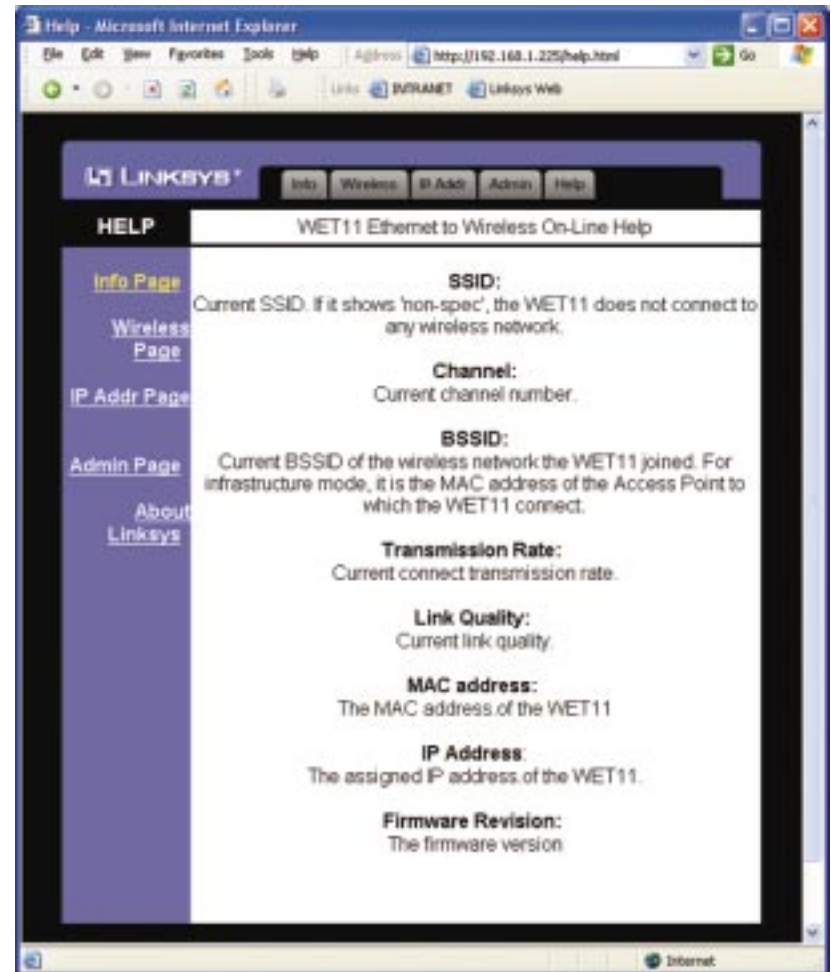 Help - Microsoft Internet Explorer
File Edit View Favorites Tools Help Address http://192.168.1.225/help.html Go
Links INTRANET Linksys Web
LINKSYS® Info Wireless IP Addr Admin Help
HELP
WET11 Ethernet to Wireless On-Line Help
Info Page
Wireless
Page
IP Addr Page
Admin Page
About
Linksys
SSID:
Current SSID. If it shows 'non-spec', the WET11 does not connect to
any wireless network.
Channel:
Current channel number.
BSSID:
Current BSSID of the wireless network the WET11 joined. For
infrastructure mode, it is the MAC address of the Access Point to
which the WET11 connect.
Transmission Rate:
Current connect transmission rate.
Link Quality:
Current link quality.
MAC address:
The MAC address of the WET11
IP Address:
The assigned IP address of the WET11.
Firmware Revision:
The firmware version
Internet